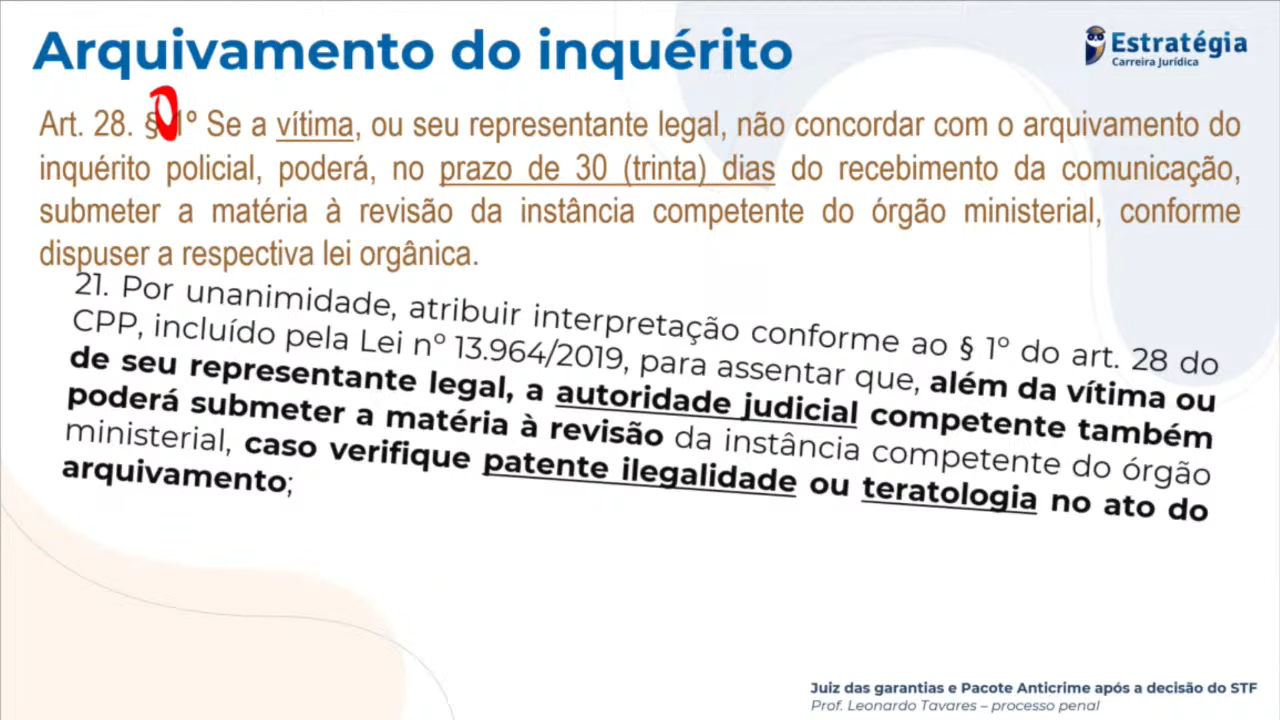 Arquivamento do inquérito
Estratégia
Carreira Jurídica
Art. 28. § 1º Se a vítima, ou seu representante legal, não concordar com o arquivamento do
inquérito policial, poderá, no prazo de 30 (trinta) dias do recebimento da comunicação,
submeter a matéria à revisão da instância competente do órgão ministerial, conforme
dispuser a respectiva lei orgânica.
21. Por unanimidade, atribuir interpretação conforme ao § 1º do art. 28 do
CPP, incluído pela Lei nº 13.964/2019, para assentar que, além da vítima ou
de seu representante legal, a autoridade judicial competente também
poderá submeter a matéria à revisão da instância competente do órgão
ministerial, caso verifique patente ilegalidade ou teratologia no ato do
arquivamento;
Juiz das garantias e Pacote Anticrime após a decisão do STF
Prof. Leonardo Tavares – processo penal